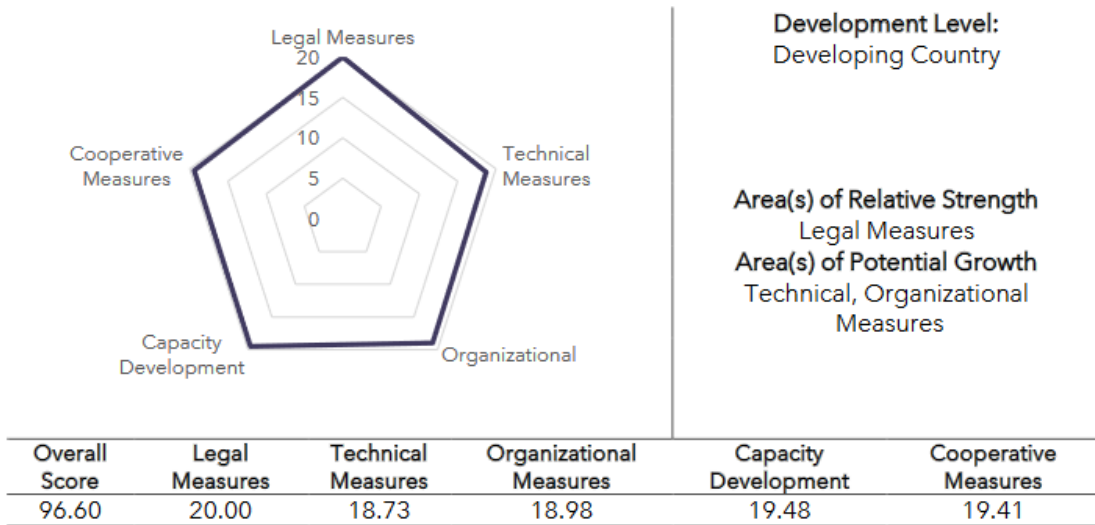 Legal Measures
20
15
10
5
0
Technical
Measures
Organizational
Capacity
Development
Cooperative
Measures
Development Level:
Developing Country
Area(s) of Relative Strength
Legal Measures
Area(s) of Potential Growth
Technical, Organizational
Measures
Overall Score Legal Measures Technical Measures Organizational Measures Capacity Development Cooperative Measures
96.60 20.00 18.73 18.98 19.48 19.41